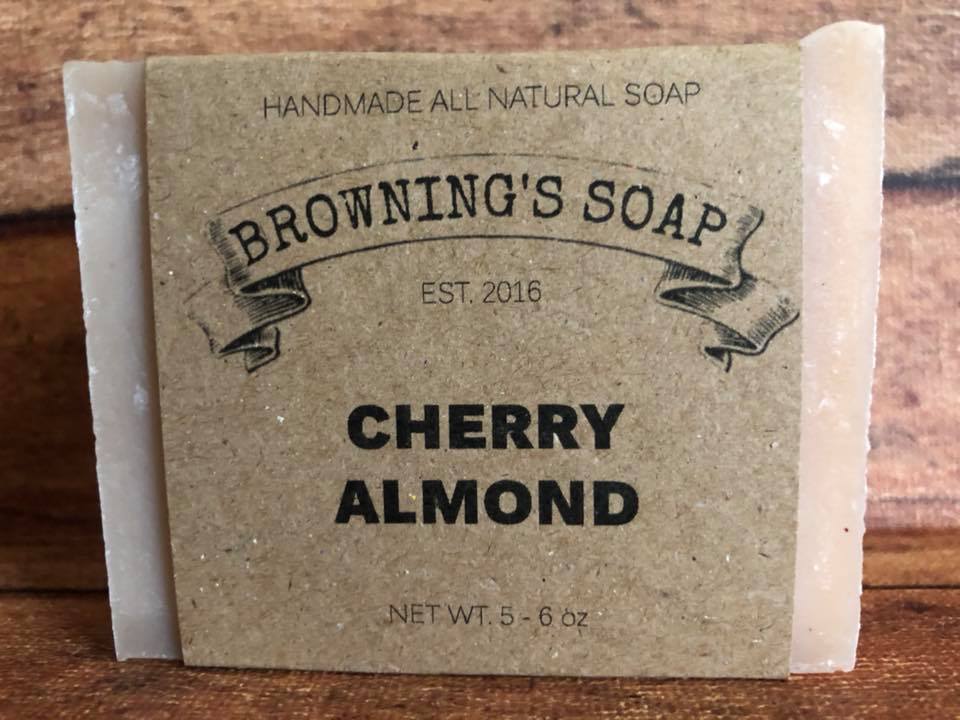 HANDMADE ALL NATURAL SOAP
BROWNING'S SOAP
EST. 2016
CHERRY
ALMOND
NET WT. 5 - 6 oz